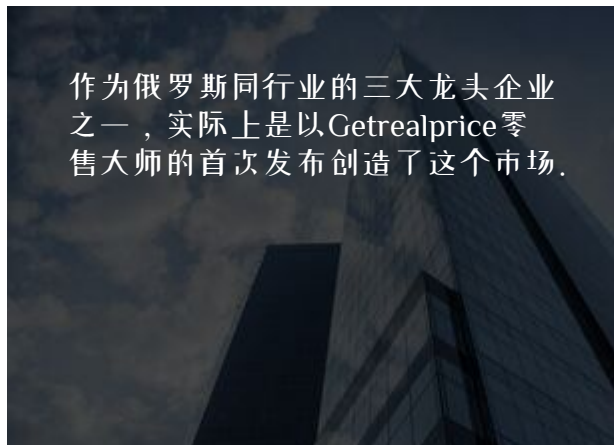 作为俄罗斯同行业的三大龙头企业
之一，实际上是以Getrealprice零
售大师的首次发布创造了这个市场.